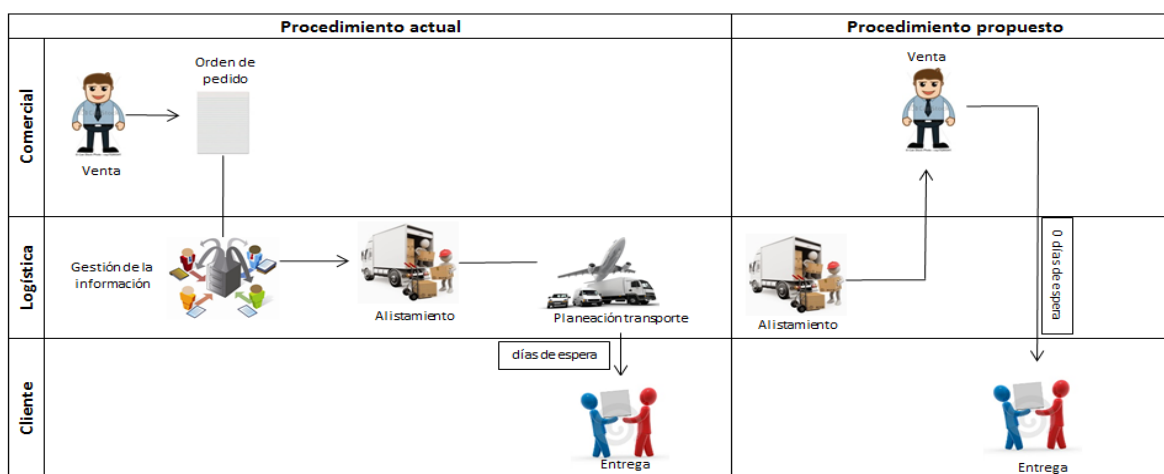 Procedimiento actual
Procedimiento propuesto
Comercial
Venta
Orden de
pedido
Venta
Logística
Gestión de la
información
Alistamiento
Planeación transporte
Alistamiento
0 días de
espera
Cliente
días de espera
Entrega
Entrega